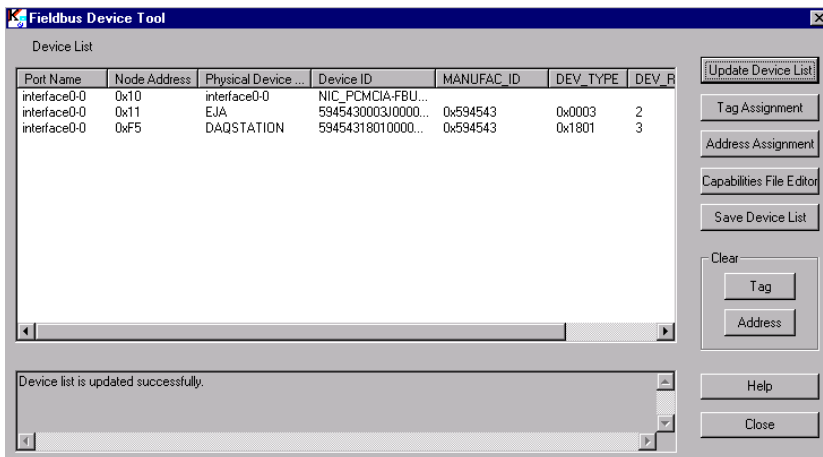 Fieldbus Device Tool
Device List
Port Name Node Address Physical Device ... Device ID MANUFAC_ID DEV_TYPE DEV_R
interface0-0 0x10 interface0-0 NIC_PCMCIA-FBU...
interface0-0 0x11 EJA 5945430003J0000... 0x594543 0x0003 2
interface0-0 0xF5 DAQSTATION 59454318010000... 0x594543 0x1801 3
Device list is updated successfully.
Update Device List
Tag Assignment
Address Assignment
Capabilities File Editor
Save Device List
Clear
Tag
Address
Help
Close